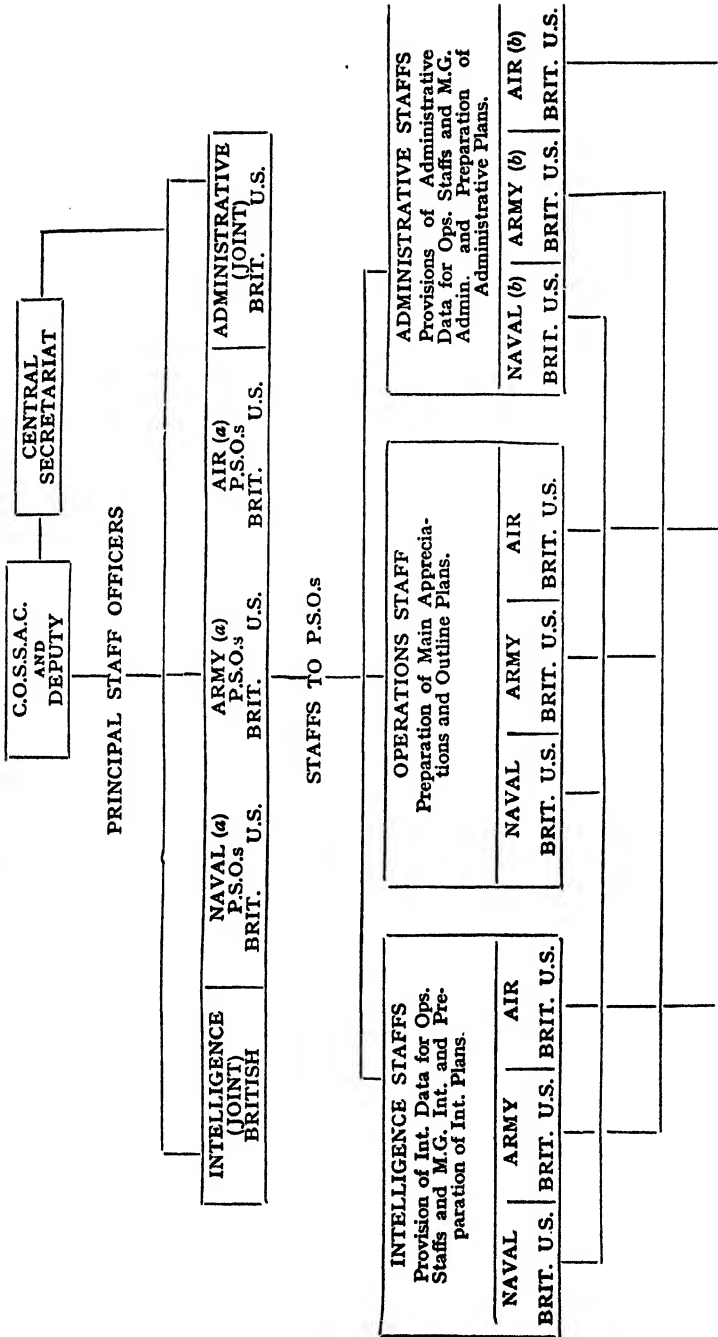 C.O.S.S.A.C.
AND
DEPUTY
CENTRAL
SECRETARIAT
PRINCIPAL STAFF OFFICERS
INTELLIGENCE
(JOINT)
BRITISH
NAVAL (a)
P.S.O.s
BRIT. U.S.
ARMY (a)
P.S.O.s
BRIT. U.S.
AIR (a)
P.S.O.s
BRIT. U.S.
ADMINISTRATIVE
(JOINT)
BRIT. U.S.
STAFFS TO P.S.O.s
INTELLIGENCE STAFFS
Provision of Int. Data for Ops.
Staffs and M.G. Int. and Pre-
paration of Int. Plans.
NAVAL ARMY AIR
BRIT. U.S. BRIT. U.S. BRIT. U.S.
OPERATIONS STAFF
Preparation of Main Apprecia-
tions and Outline Plans.
NAVAL ARMY AIR
BRIT. U.S. BRIT. U.S. BRIT. U.S.
ADMINISTRATIVE STAFFS
Provisions of Administrative
Data for Ops. Staffs and M.G.
Admin. and Preparation of
Administrative Plans.
NAVAL (b) ARMY (b) AIR (b)
BRIT. U.S. BRIT. U.S. BRIT. U.S.